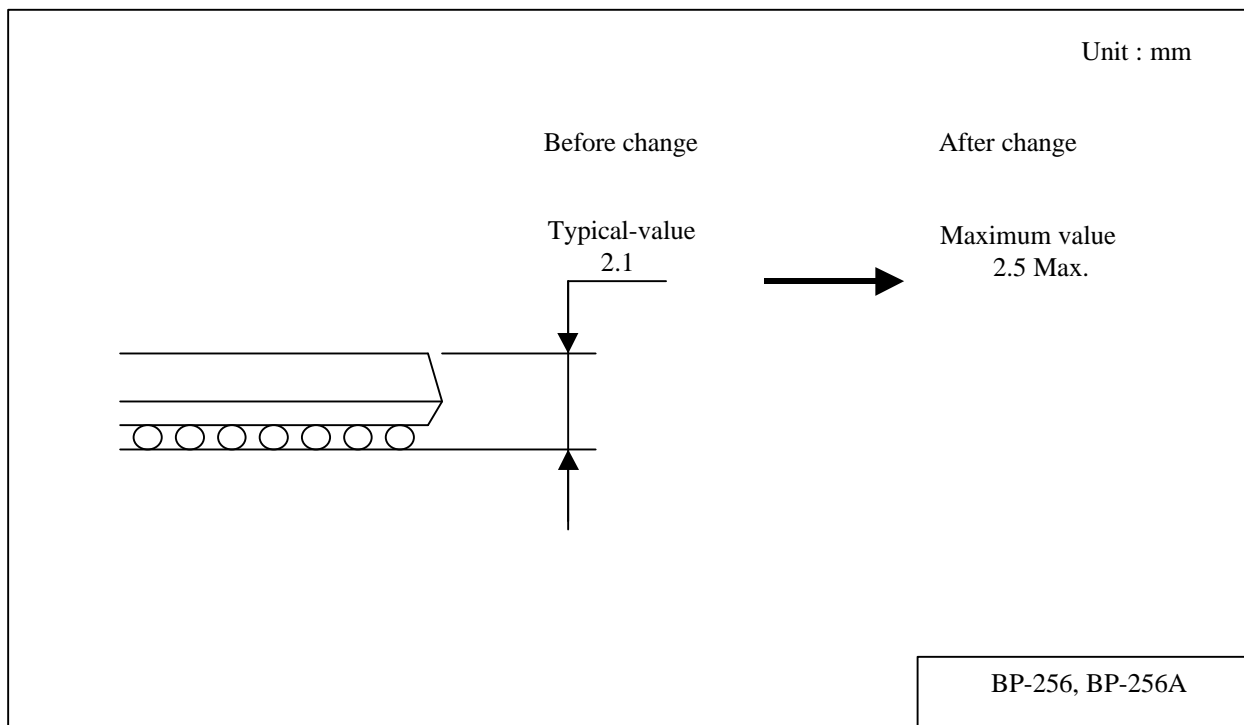 Unit : mm
Before change
After change
Typical-value
2.1
Maximum value
2.5 Max.
BP-256, BP-256A